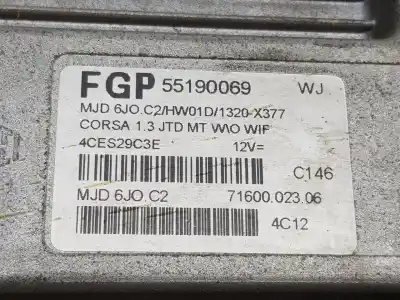 FGP 55190069 WJ
MJD 6JO.C2/HW01D/1320-X377
CORSA 1.3 JTD MT W\O WIF
4CES29C3E 12V=
C146
MJD 6JO.C2 71600.023.06
4C12